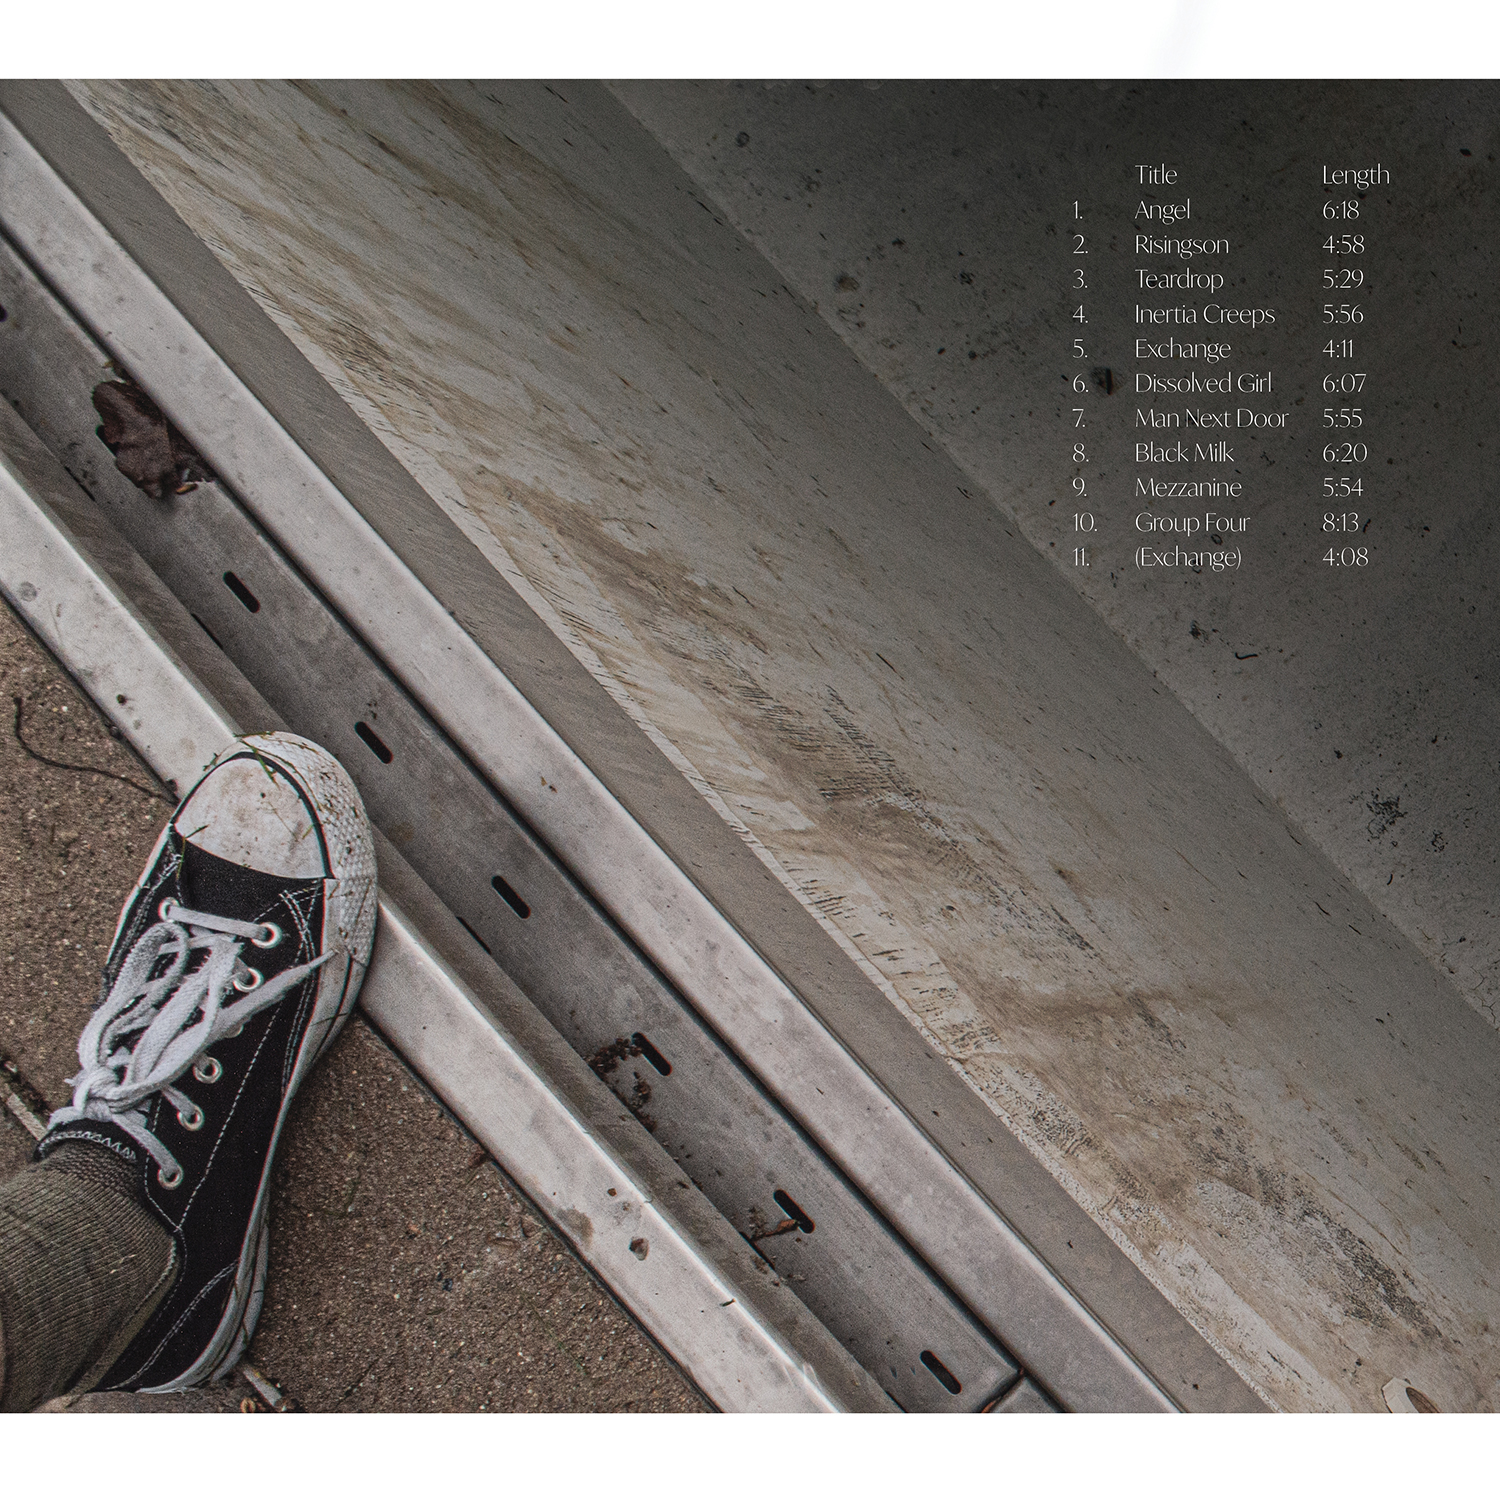 Title Length
1. Angel 6:18
2. Risingson 4:58
3. Teardrop 5:29
4. Inertia Creeps 5:56
5. Exchange 4:11
6. Dissolved Girl 6:07
7. Man Next Door 5:55
8. Black Milk 6:20
9. Mezzanine 5:54
10. Group Four 8:13
11. (Exchange) 4:08